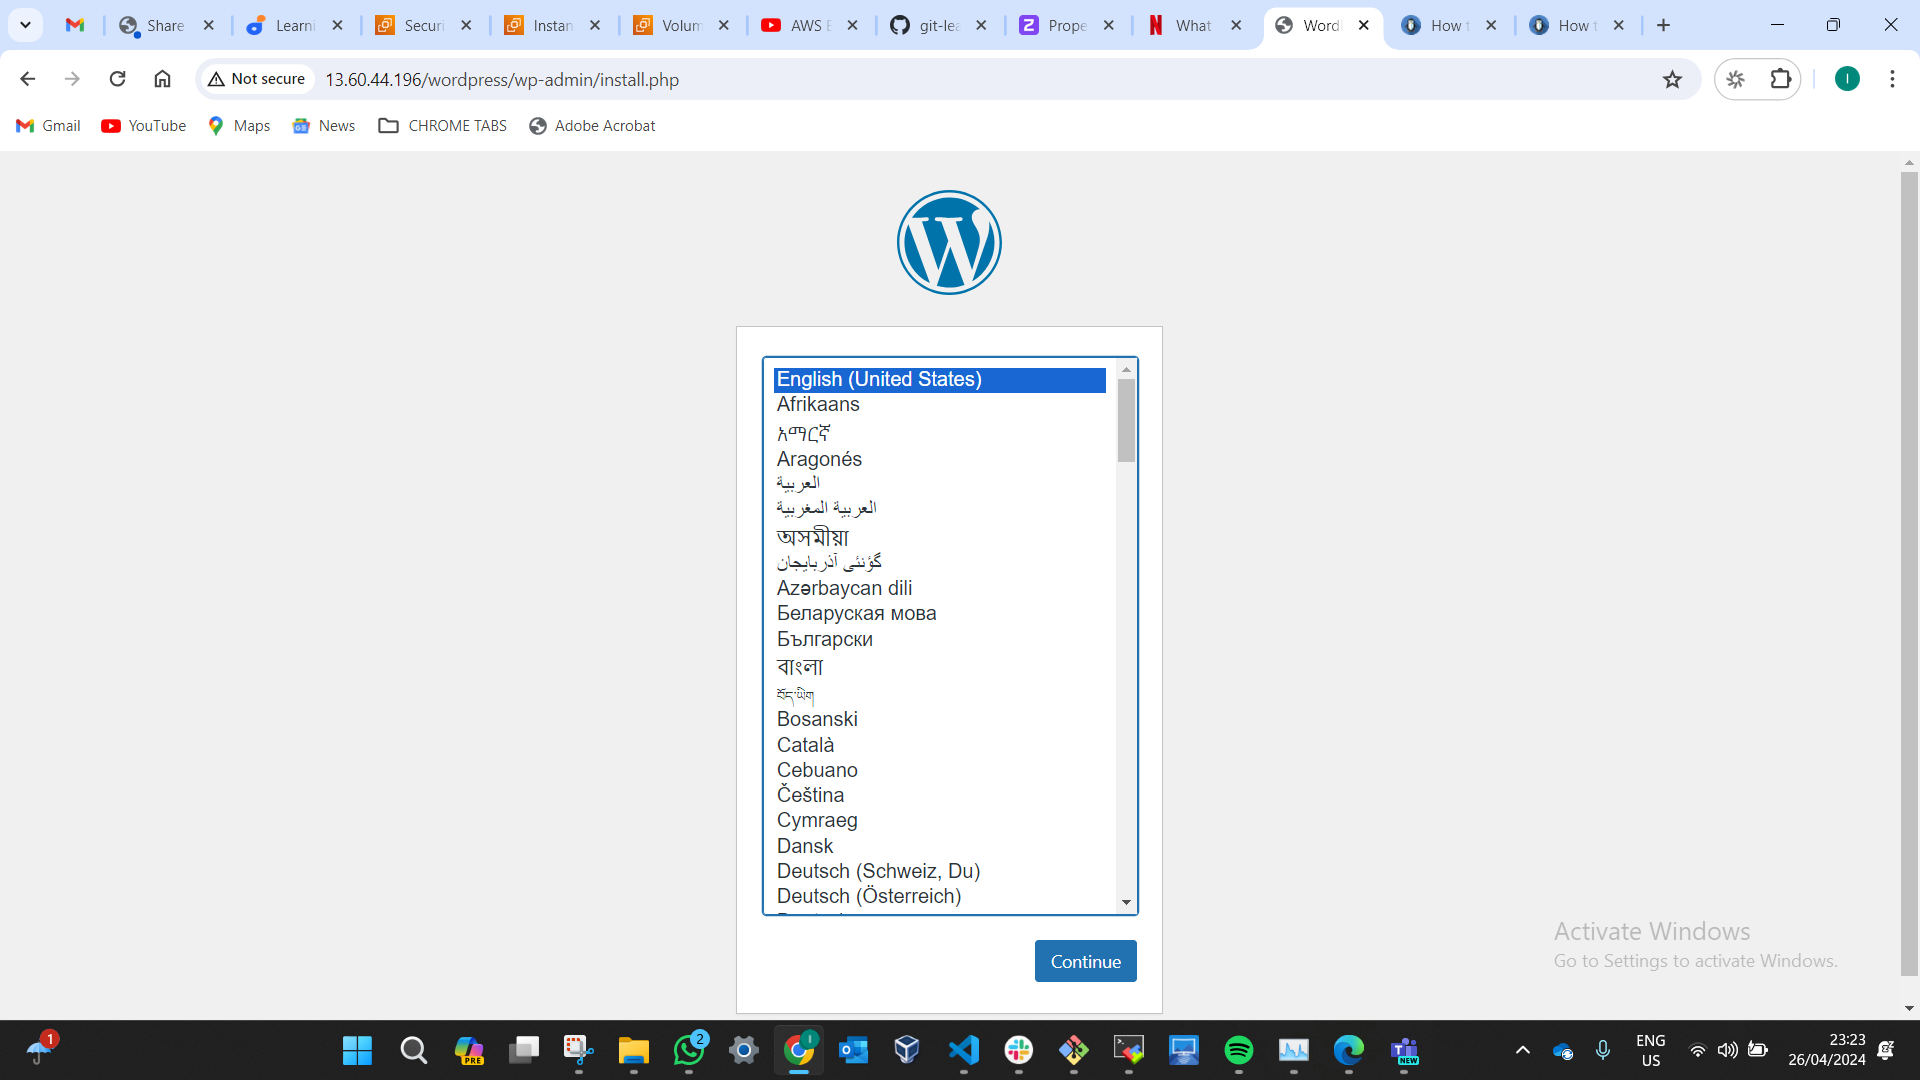 Share
Learni
Securi
Instan
Volum
AWS E
git-lea
Prope
What
Word
How t
How t
Not secure
13.60.44.196/wordpress/wp-admin/install.php
I
Gmail
YouTube
Maps
News
CHROME TABS
Adobe Acrobat
English (United States)
Afrikaans
አማርኛ
Aragonés
العربية
العربية المغربية
অসমীয়া
گؤنئی آذربایجان
Azərbaycan dili
Беларуская мова
Български
বাংলা
བོད་ཡིག
Bosanski
Català
Cebuano
Čeština
Cymraeg
Dansk
Deutsch (Schweiz, Du)
Deutsch (Österreich)
Continue
Activate Windows
Go to Settings to activate Windows.
1
PRE
2
I
NEW
ENG
US
23:23
26/04/2024